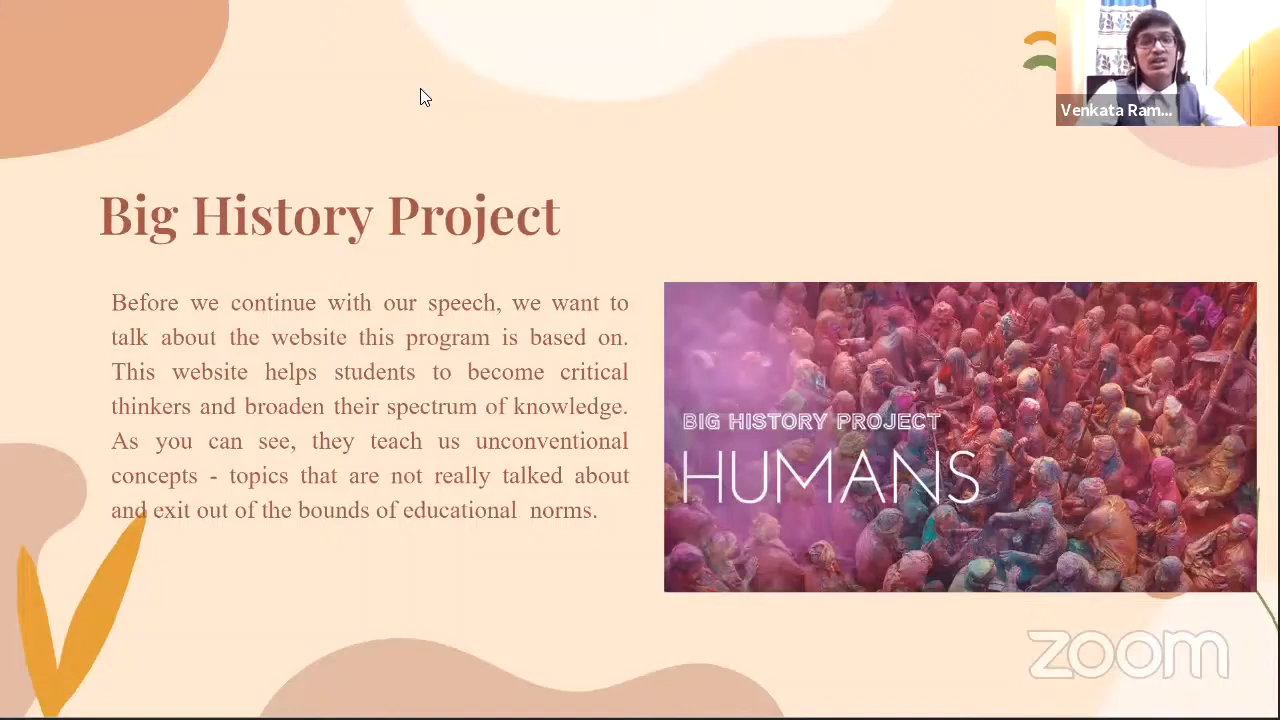 Venkata Ram...
Big History Project
Before we continue with our speech, we want to
talk about the website this program is based on.
This website helps students to become critical
thinkers and broaden their spectrum of knowledge.
As you can see, they teach us unconventional
concepts - topics that are not really talked about
and exit out of the bounds of educational norms.
BIG HISTORY PROJECT
HUMANS
zoom